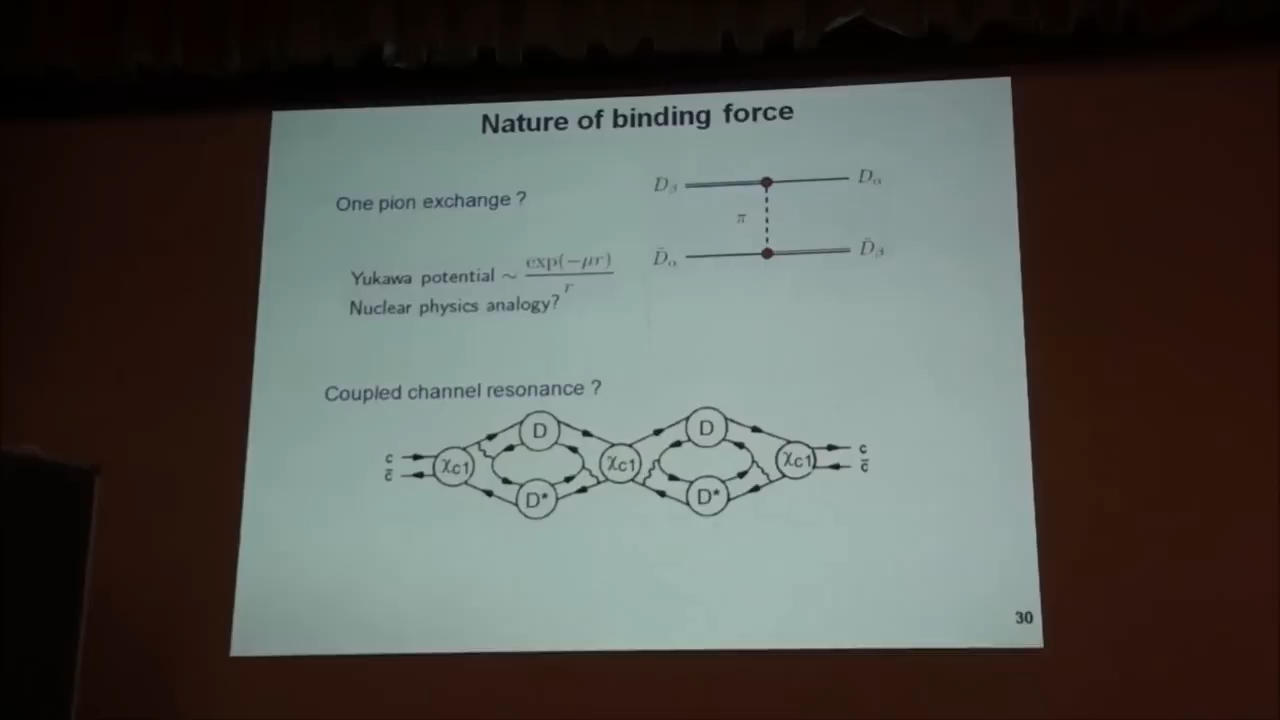 Nature of binding force
One pion exchange ?
D_β D_α
π
D̄_α D̄_β
Yukawa potential ~ exp(−μr)/r
Nuclear physics analogy?
Coupled channel resonance ?
D D
c χc1 χc1 χc1 c
c̄ c̄
D* D*
30